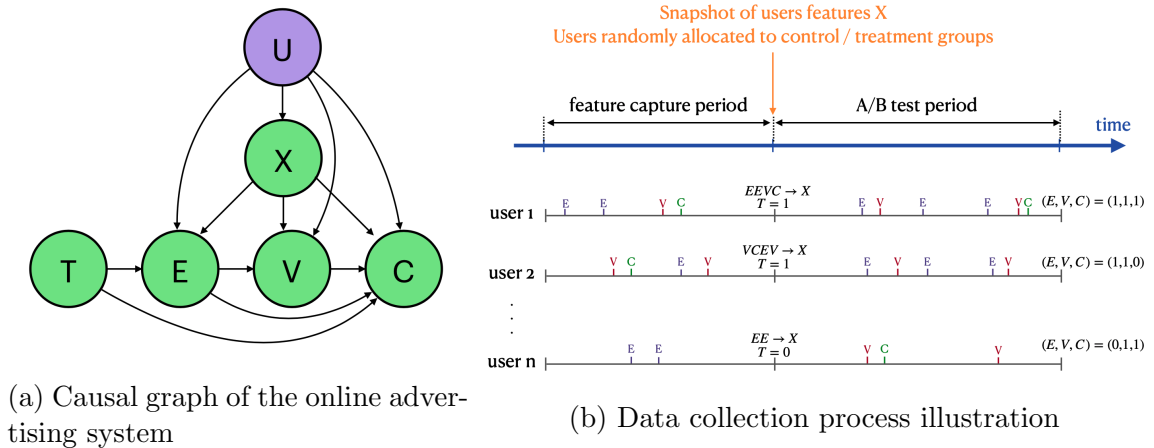 U
X
T E V C
(a) Causal graph of the online adver-
tising system
Snapshot of users features X
Users randomly allocated to control / treatment groups
feature capture period A/B test period
time
EEVC → X
T = 1
user 1 E E V C E V E E V C (E, V, C) = (1,1,1)
VCEV → X
T = 1
user 2 V C E V E V E E V (E, V, C) = (1,1,0)
.
.
.
.
EE → X
T = 0
user n E E V C V (E, V, C) = (0,1,1)
(b) Data collection process illustration